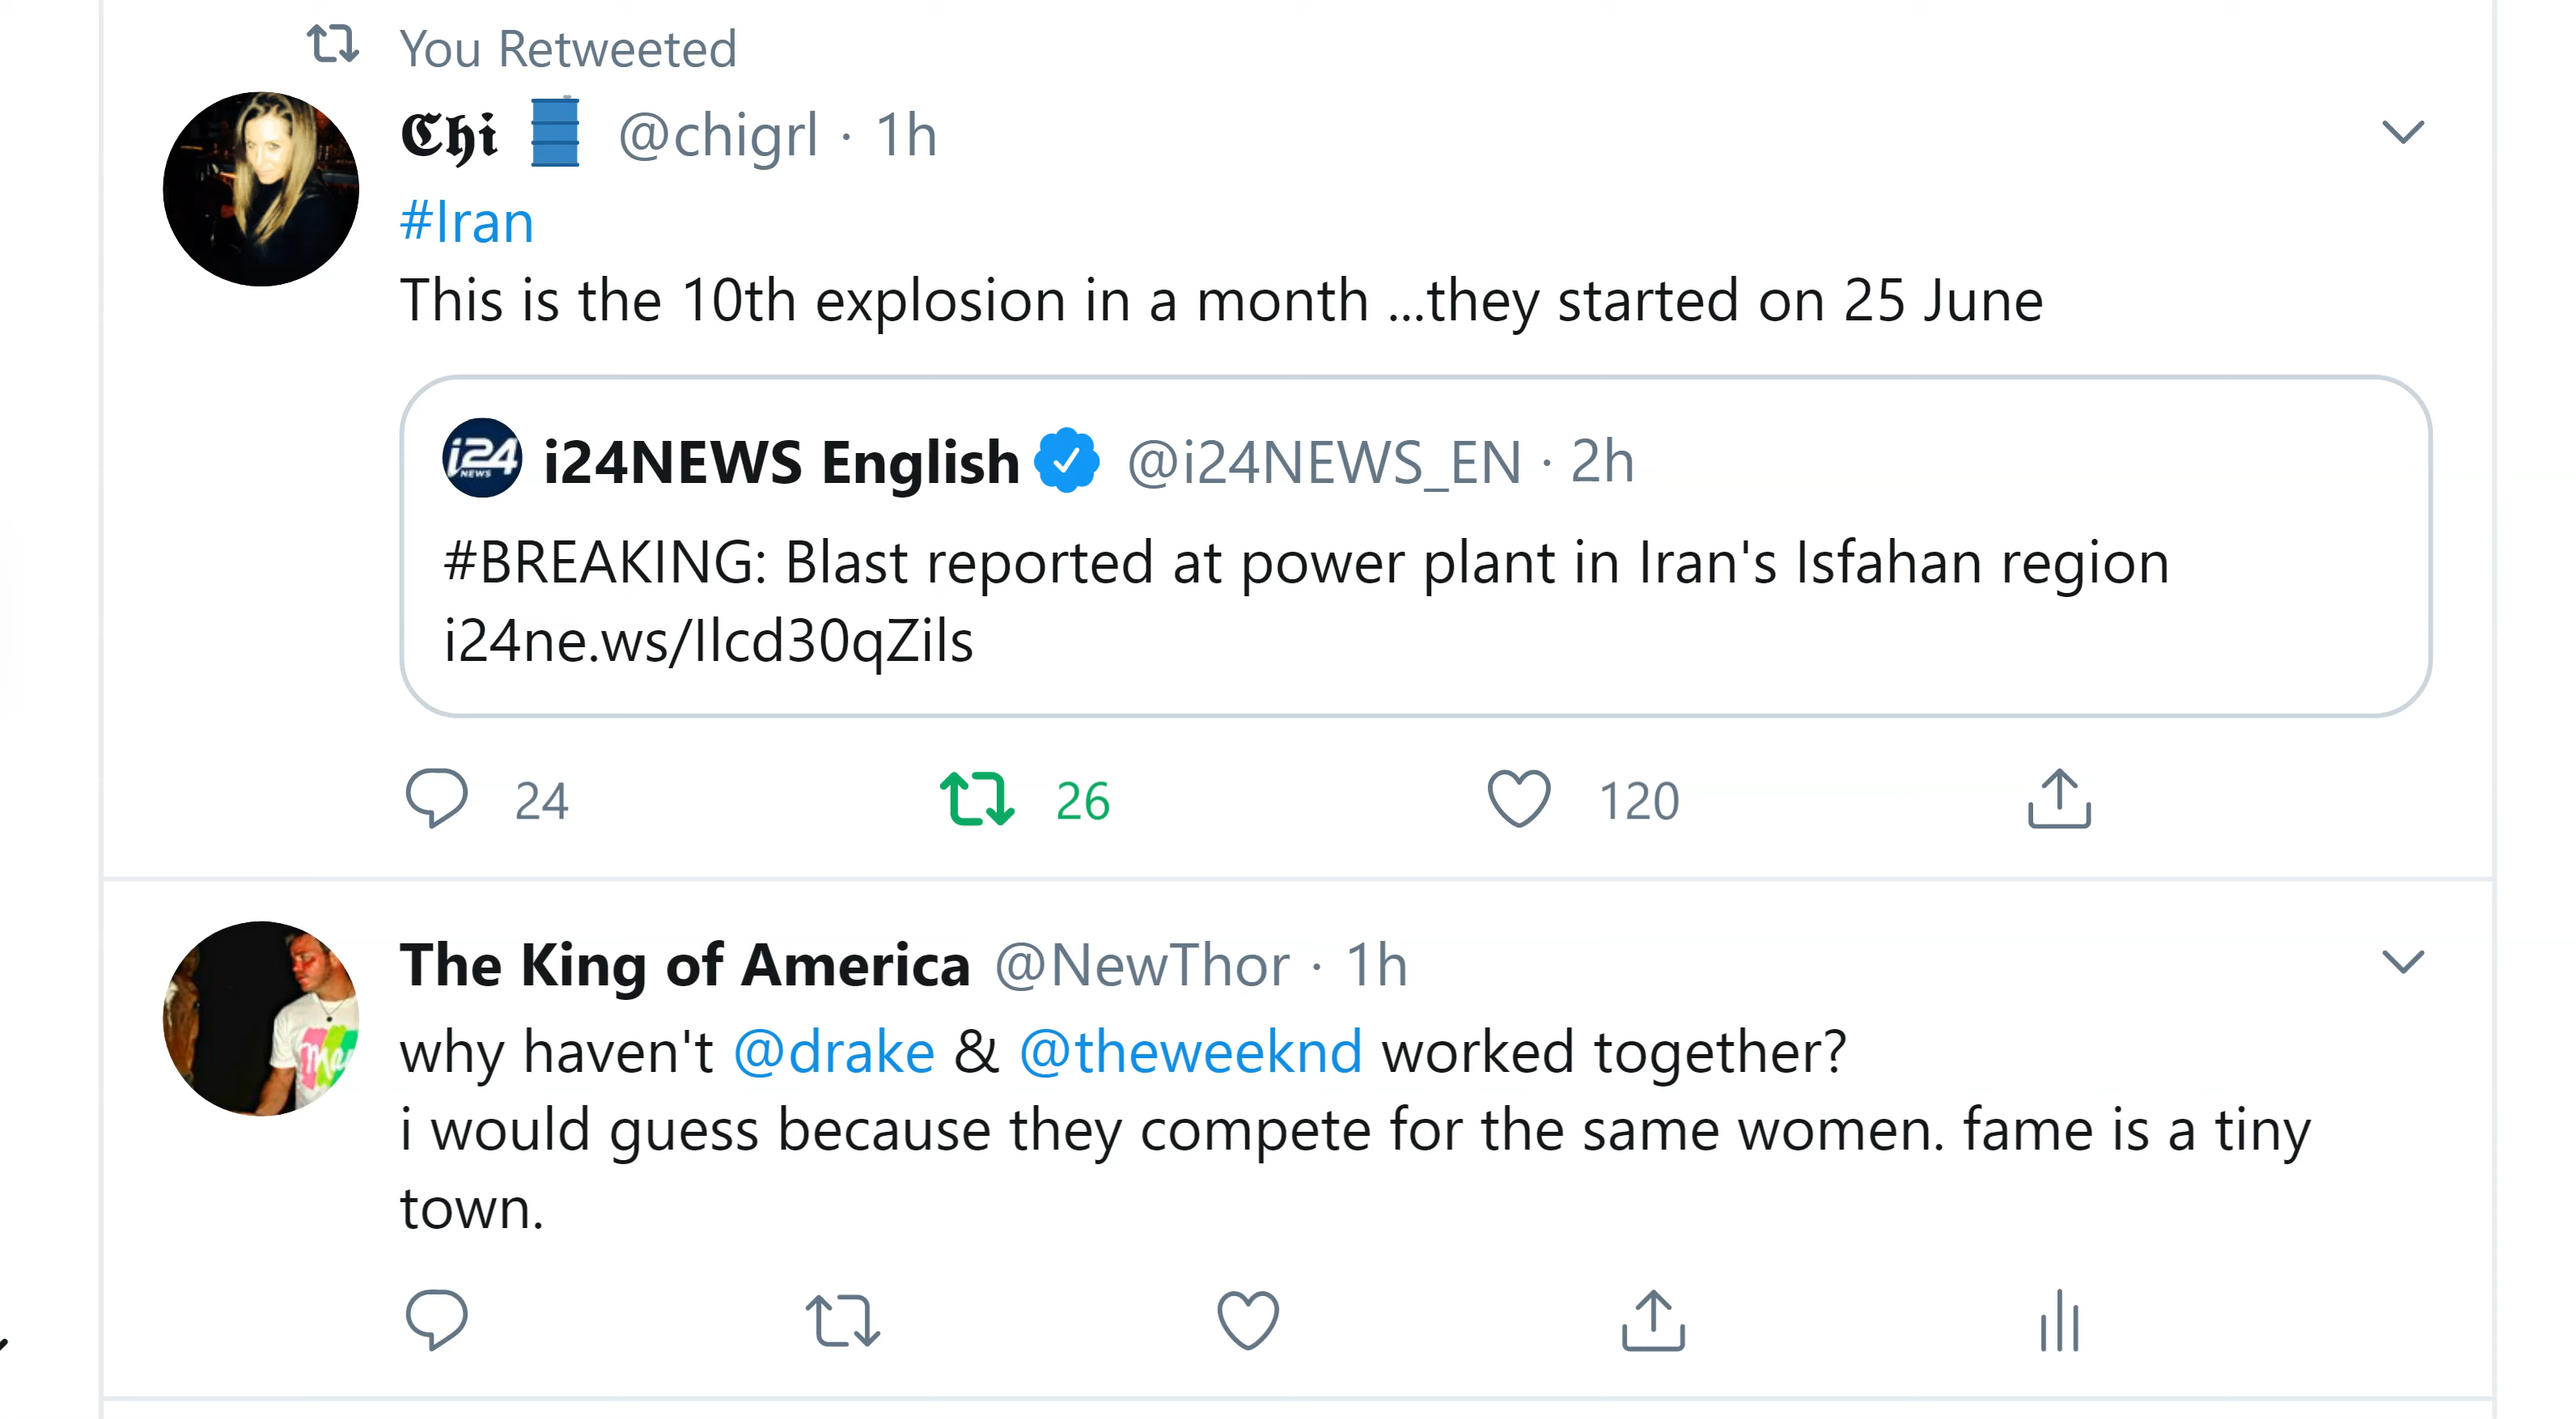 You Retweeted
𝕮𝖍𝖎 🛢 @chigrl · 1h
#Iran
This is the 10th explosion in a month ...they started on 25 June
i24 NEWS
i24NEWS English @i24NEWS_EN · 2h
#BREAKING: Blast reported at power plant in Iran's Isfahan region
i24ne.ws/Ilcd30qZils
24 26 120
The King of America @NewThor · 1h
why haven't @drake & @theweeknd worked together?
i would guess because they compete for the same women. fame is a tiny
town.